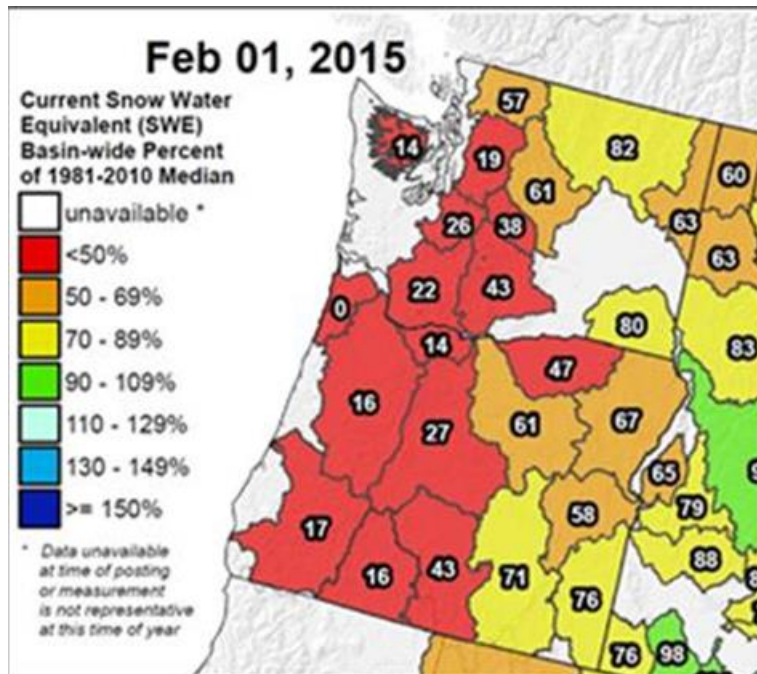 Feb 01, 2015
Current Snow Water
Equivalent (SWE)
Basin-wide Percent
of 1981-2010 Median
unavailable *
<50%
50 - 69%
70 - 89%
90 - 109%
110 - 129%
130 - 149%
>= 150%
* Data unavailable
at time of posting
or measurement
is not representative
at this time of year
57
14
19
82
61
60
26
38
63
63
22
43
0
80
14
47
83
16
27
61
67
65
58
79
17
88
16
43
71
76
76
98